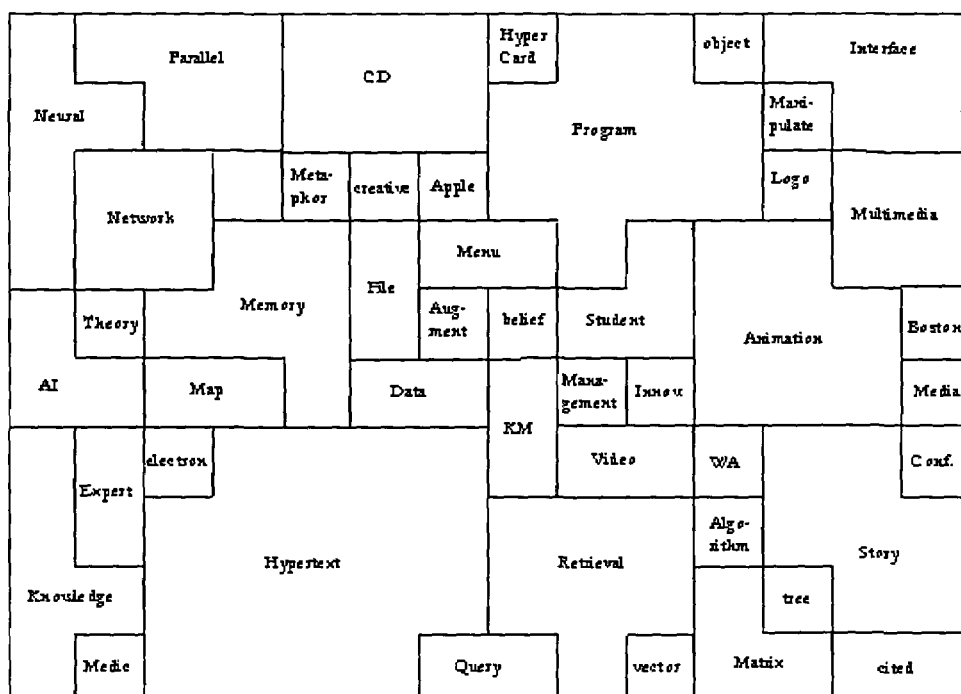 Hyper
Card
object
Interface
Parallel
CD
Neural
Program
Mani-
pulate
Meta-
phor
creative
Apple
Logo
Network
Multimedia
Menu
File
Theory
Memory
Aug-
ment
belief
Student
Animation
Boston
AI
Map
Data
Mana-
gement
Innov
Media
KM
electron
Video
WA
Conf.
Expert
Algo-
rithm
Hypertext
Retrieval
Story
Knowledge
tree
Medic
Query
vector
Matrix
cited